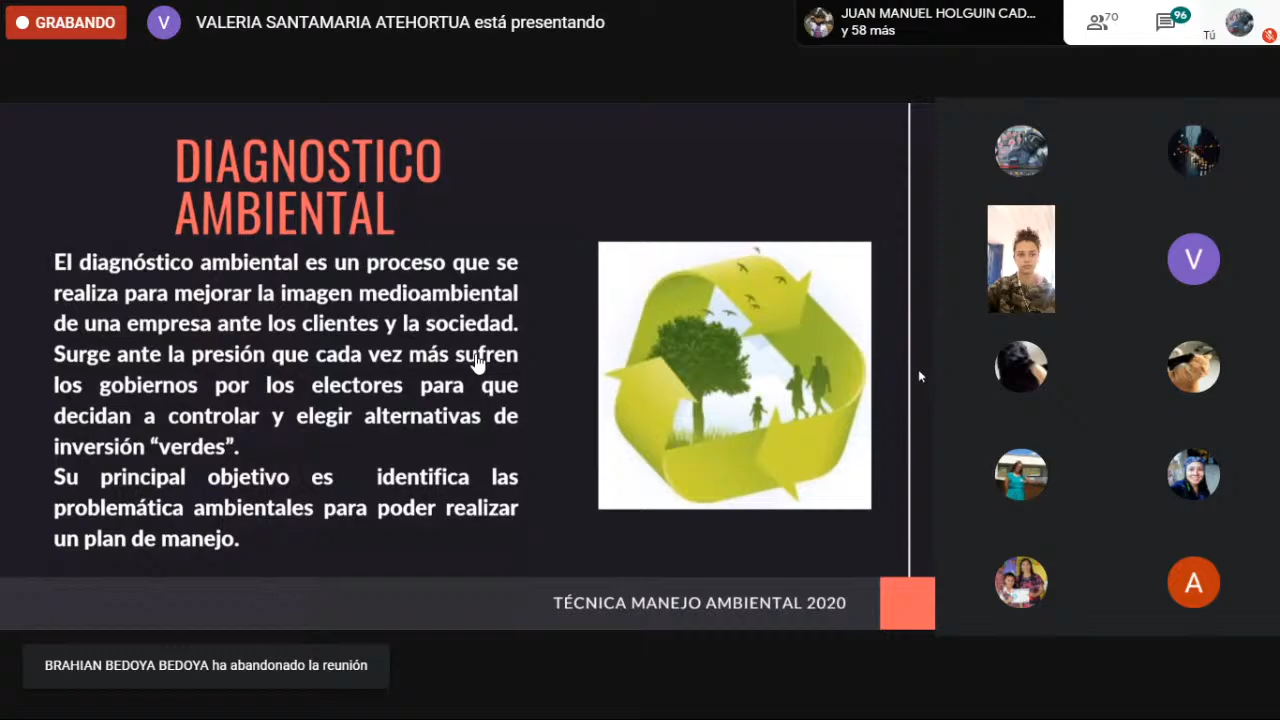 GRABANDO
V
VALERIA SANTAMARIA ATEHORTUA está presentando
JUAN MANUEL HOLGUIN CAD...
y 58 más
70
96
Tú
DIAGNOSTICO
AMBIENTAL
El diagnóstico ambiental es un proceso que se
realiza para mejorar la imagen medioambiental
de una empresa ante los clientes y la sociedad.
Surge ante la presión que cada vez más sufren
los gobiernos por los electores para que
decidan a controlar y elegir alternativas de
inversión “verdes”.
Su principal objetivo es identifica las
problemática ambientales para poder realizar
un plan de manejo.
TÉCNICA MANEJO AMBIENTAL 2020
V
A
BRAHIAN BEDOYA BEDOYA ha abandonado la reunión